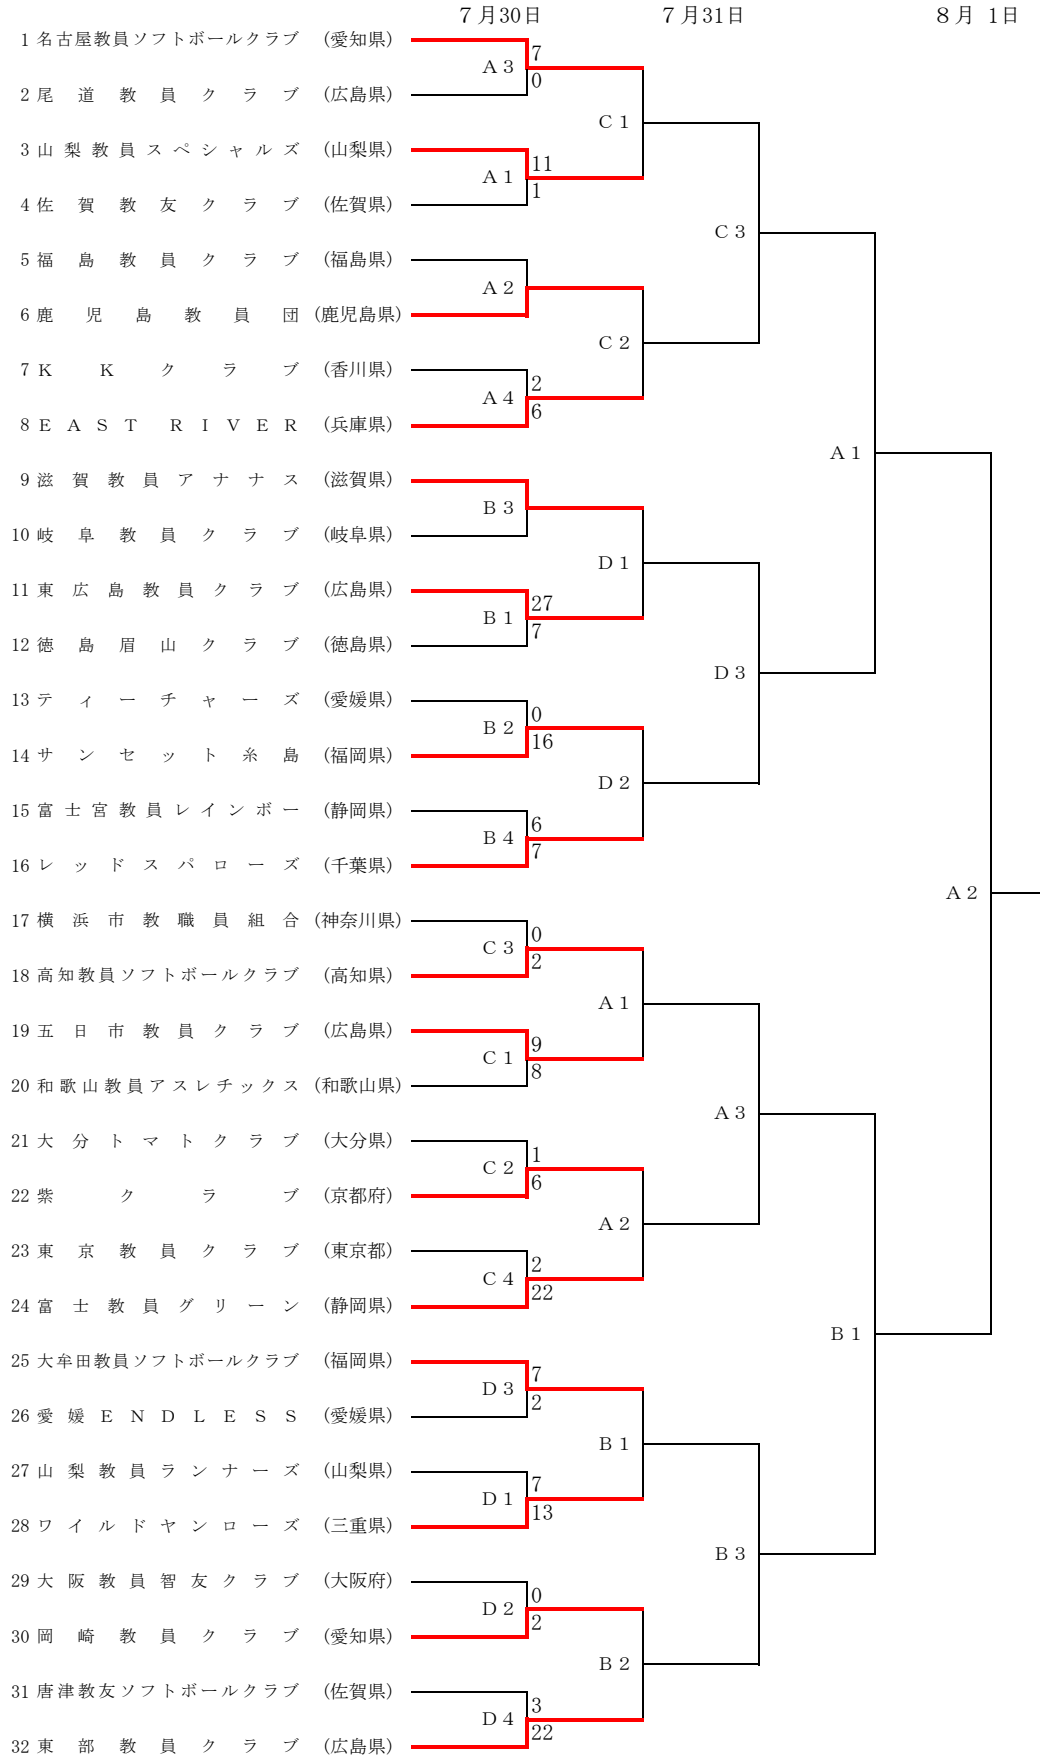 ７月30日 ７月31日 ８月 1日
1 名古屋教員ソフトボールクラブ (愛知県)
7
A 3
0
2 尾道教員クラブ (広島県)
C 1
3 山梨教員スペシャルズ (山梨県)
11
A 1
1
4 佐賀教友クラブ (佐賀県)
C 3
5 福島教員クラブ (福島県)
A 2
6 鹿児島教員団 (鹿児島県)
C 2
7 ＫＫクラブ (香川県)
2
A 4
6
8 ＥＡＳＴ ＲＩＶＥＲ (兵庫県)
A 1
9 滋賀教員アナナス (滋賀県)
B 3
10 岐阜教員クラブ (岐阜県)
D 1
11 東広島教員クラブ (広島県)
27
B 1
7
12 徳島眉山クラブ (徳島県)
D 3
13 ティーチャーズ (愛媛県)
0
B 2
16
14 サンセット糸島 (福岡県)
D 2
15 富士宮教員レインボー (静岡県)
6
B 4
7
16 レッドスパローズ (千葉県)
A 2
17 横浜市教職員組合 (神奈川県)
0
C 3
2
18 高知教員ソフトボールクラブ (高知県)
A 1
19 五日市教員クラブ (広島県)
9
C 1
8
20 和歌山教員アスレチックス (和歌山県)
A 3
21 大分トマトクラブ (大分県)
1
C 2
6
22 紫クラブ (京都府)
A 2
23 東京教員クラブ (東京都)
2
C 4
22
24 富士教員グリーン (静岡県)
B 1
25 大牟田教員ソフトボールクラブ (福岡県)
7
D 3
2
26 愛媛ＥＮＤＬＥＳＳ (愛媛県)
B 1
27 山梨教員ランナーズ (山梨県)
7
D 1
13
28 ワイルドヤンローズ (三重県)
B 3
29 大阪教員智友クラブ (大阪府)
0
D 2
2
30 岡崎教員クラブ (愛知県)
B 2
31 唐津教友ソフトボールクラブ (佐賀県)
3
D 4
22
32 東部教員クラブ (広島県)